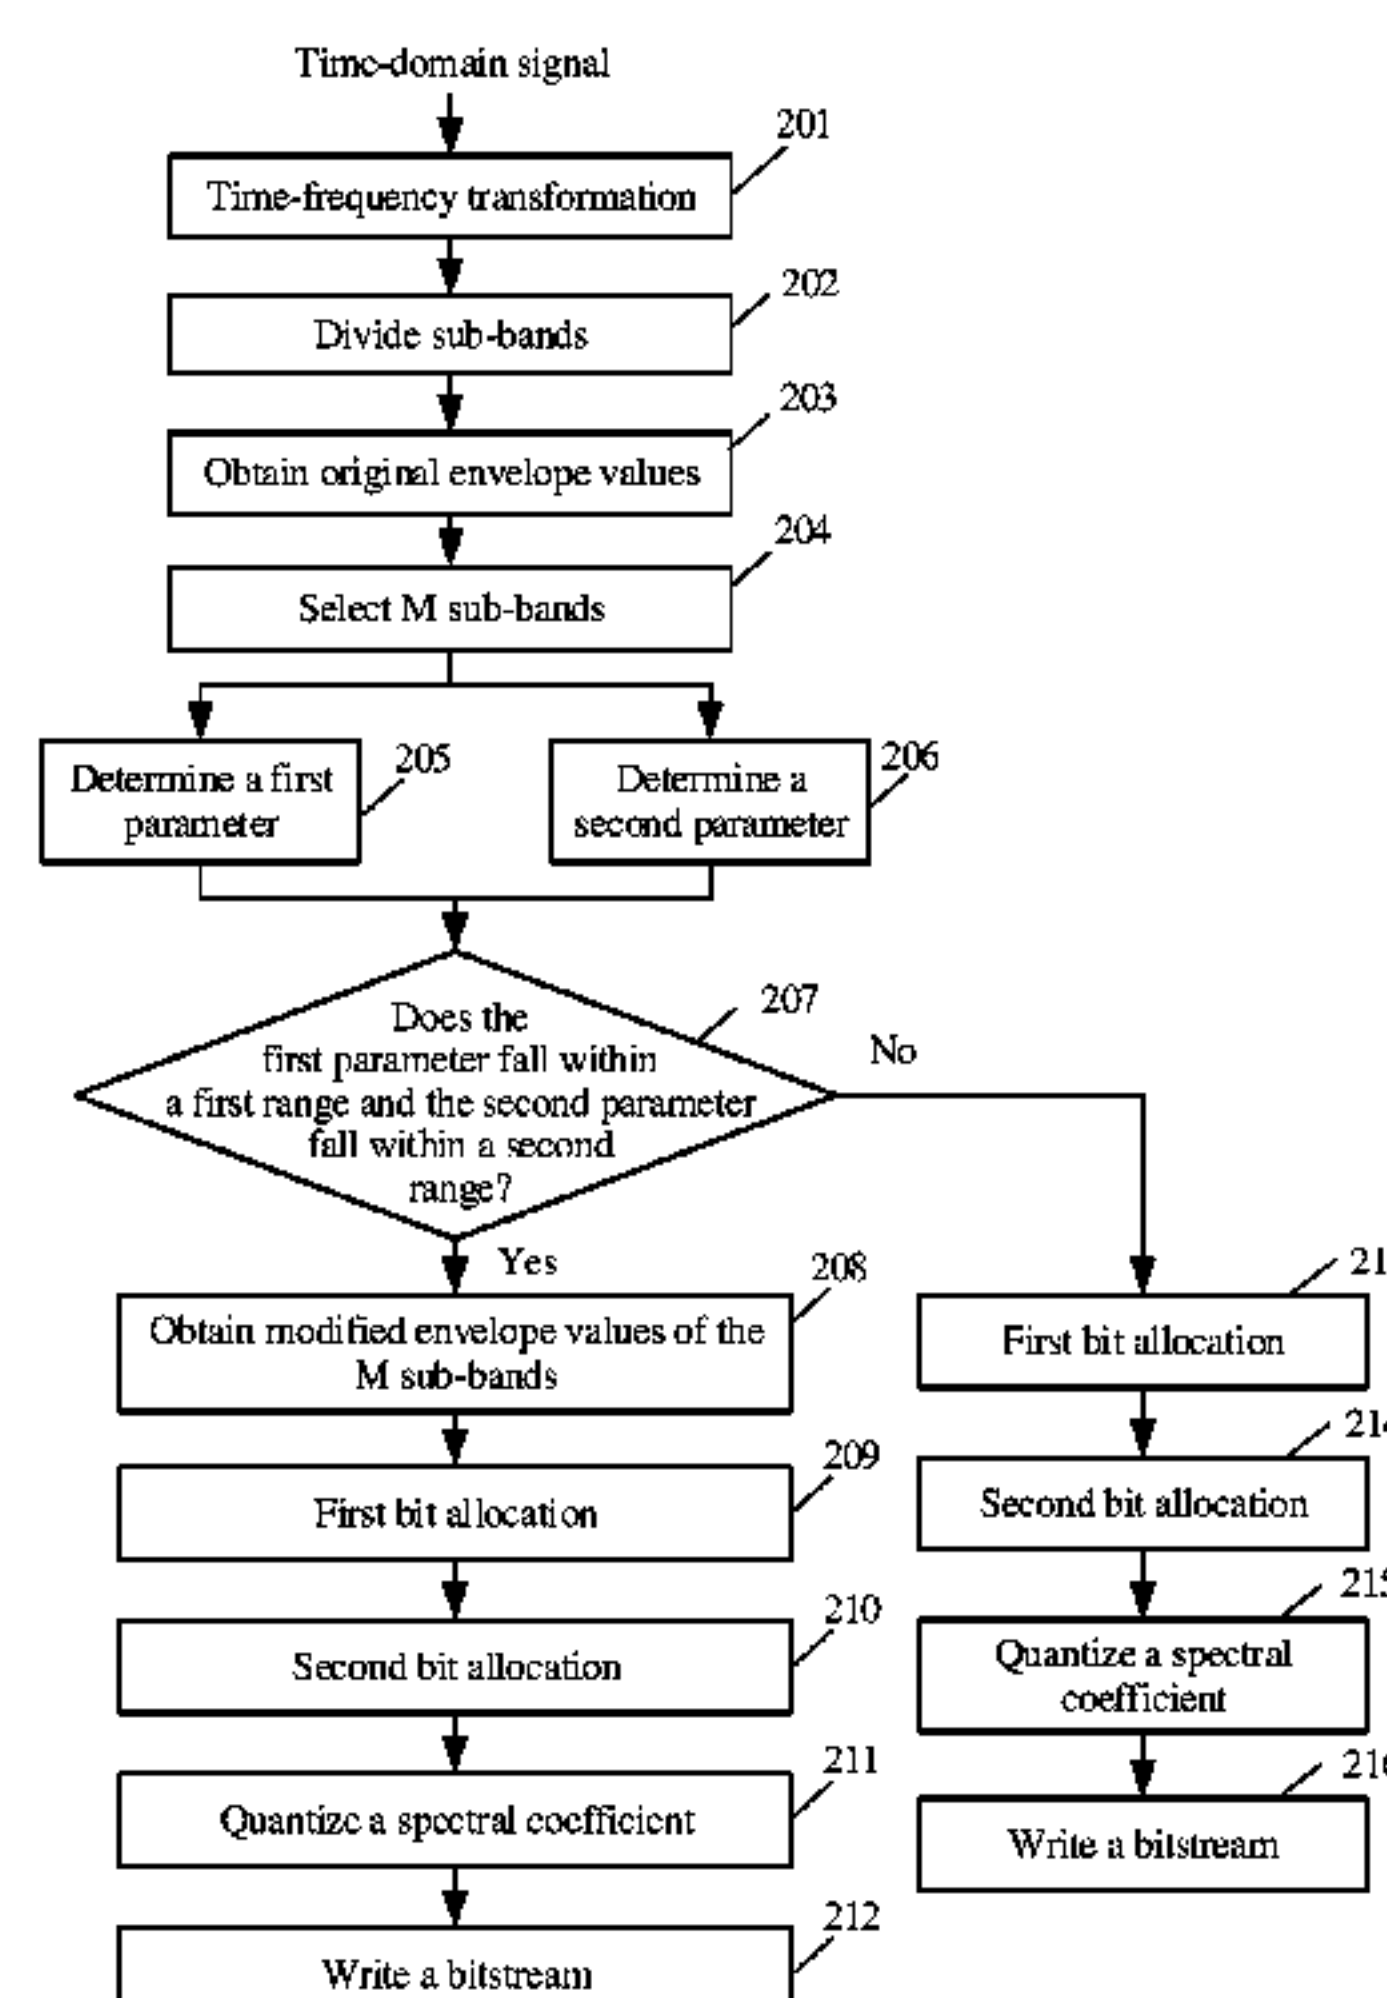 Time-domain signal
201
Time-frequency transformation
202
Divide sub-bands
203
Obtain original envelope values
204
Select M sub-bands
205
Determine a first
parameter
206
Determine a
second parameter
207
Does the
first parameter fall within
a first range and the second parameter
fall within a second
range?
No
Yes
208
Obtain modified envelope values of the
M sub-bands
209
First bit allocation
210
Second bit allocation
211
Quantize a spectral coefficient
212
Write a bitstream
First bit allocation
214
Second bit allocation
215
Quantize a spectral
coefficient
216
Write a bitstream